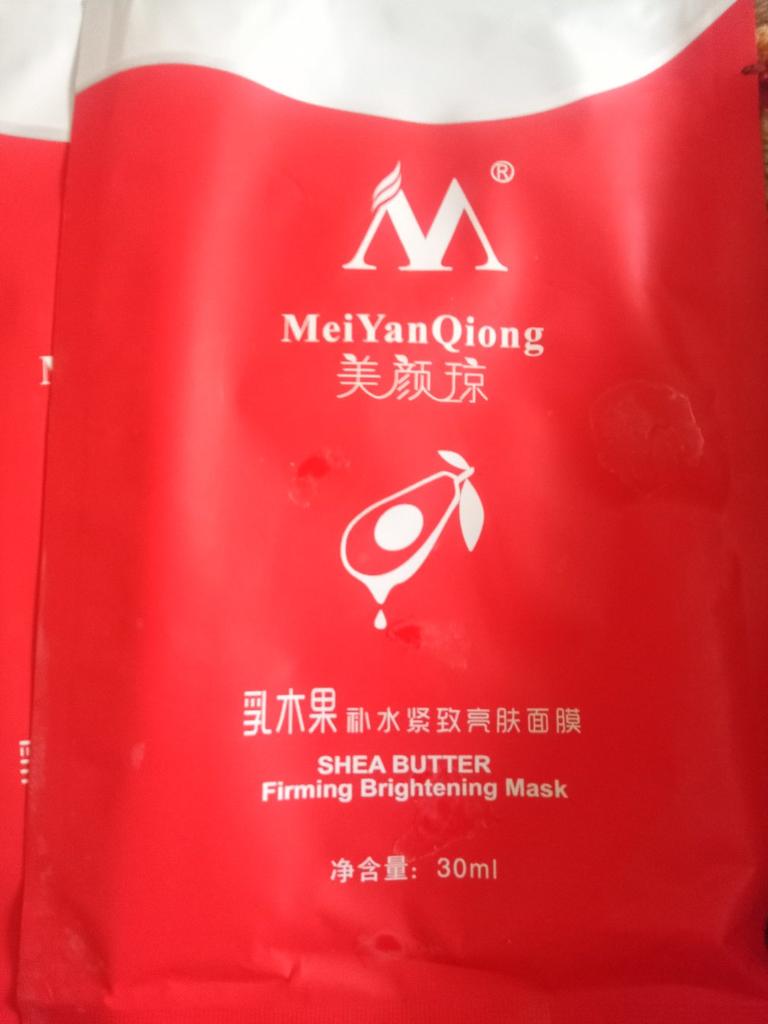 ®
MeiYanQiong
美颜琼
乳木果补水紧致亮肤面膜
SHEA BUTTER
Firming Brightening Mask
净含量：30ml